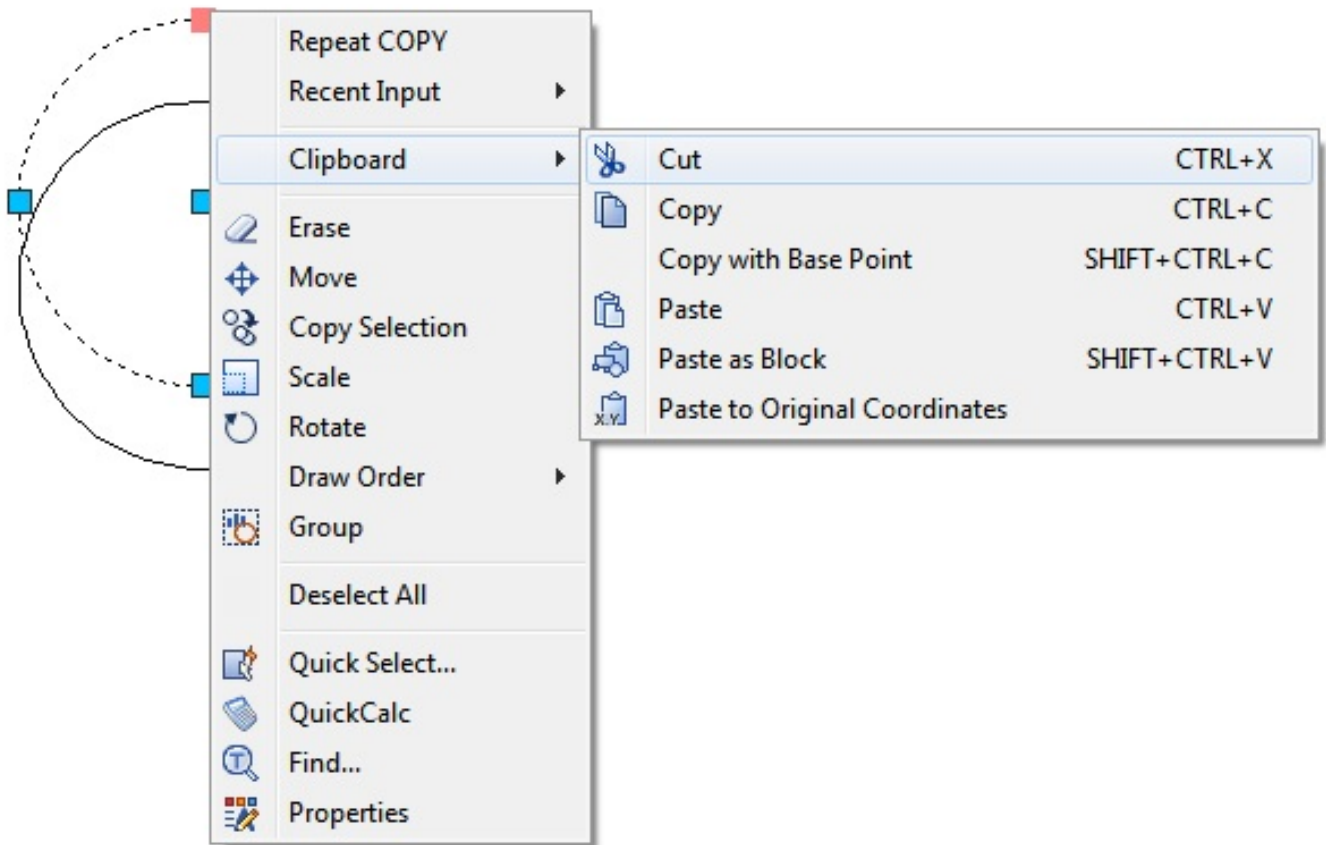 Repeat COPY
Recent Input
Clipboard
Erase
Move
Copy Selection
Scale
Rotate
Draw Order
Group
Deselect All
Quick Select...
QuickCalc
Find...
Properties
Cut CTRL+X
Copy CTRL+C
Copy with Base Point SHIFT+CTRL+C
Paste CTRL+V
Paste as Block SHIFT+CTRL+V
Paste to Original Coordinates